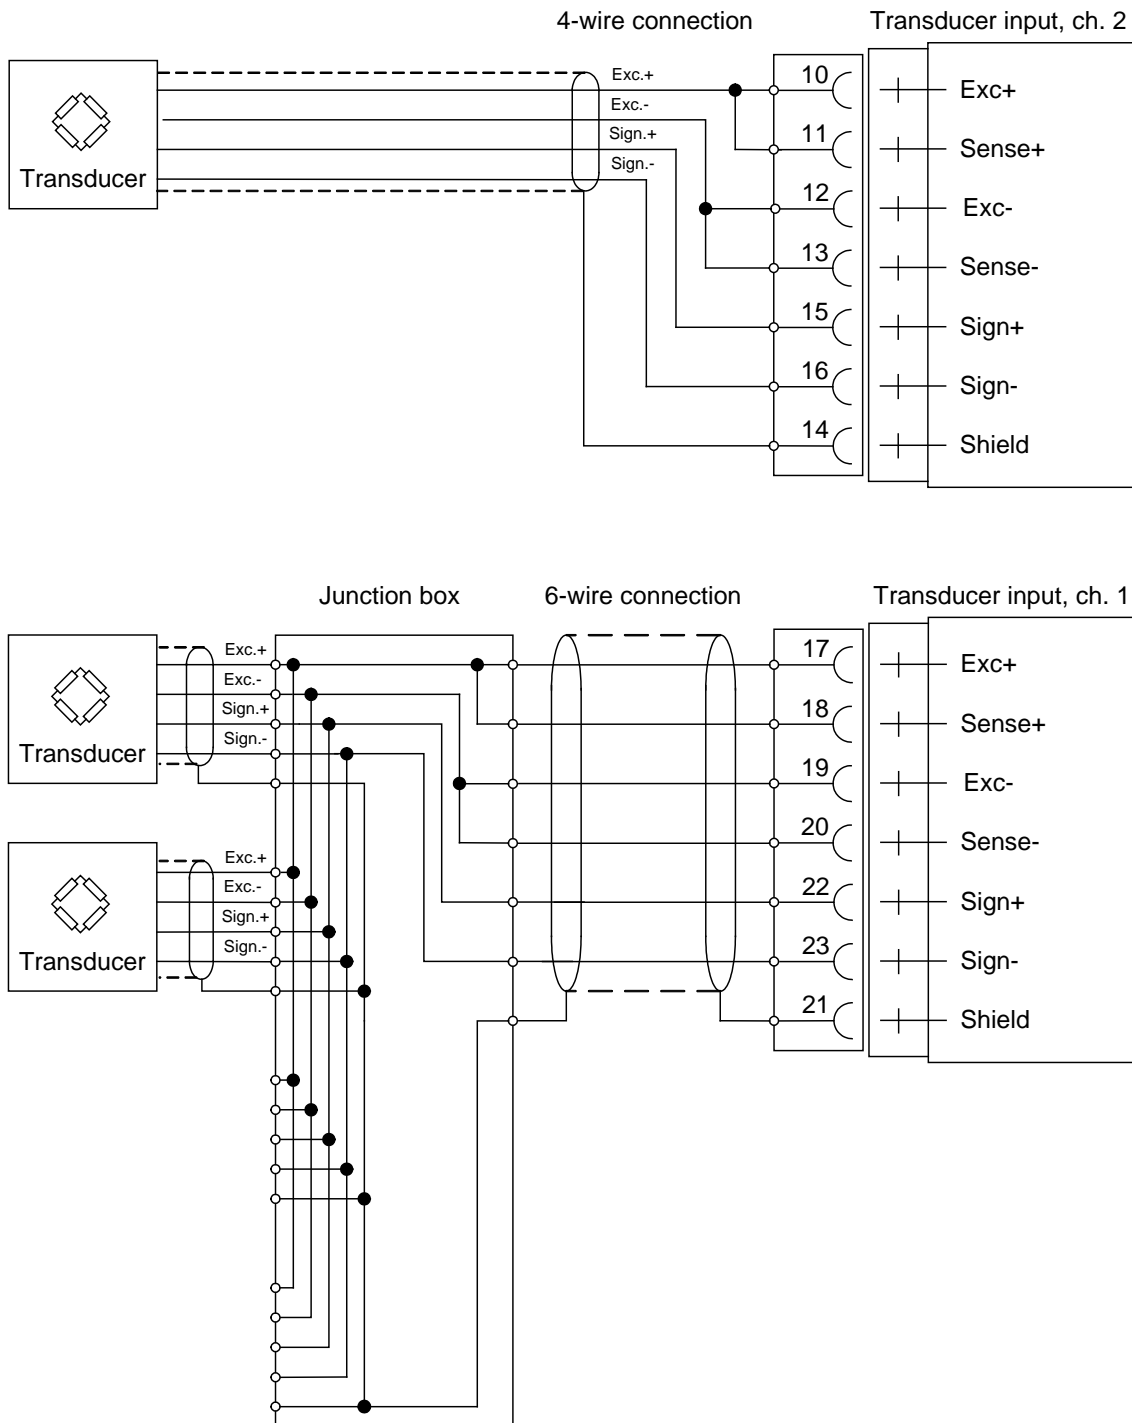 4-wire connection
Transducer input, ch. 2
Transducer
Exc.+
Exc.-
Sign.+
Sign.-
10
Exc+
11
Sense+
12
Exc-
13
Sense-
15
Sign+
16
Sign-
14
Shield
Junction box
6-wire connection
Transducer input, ch. 1
Transducer
Exc.+
Exc.-
Sign.+
Sign.-
17
Exc+
18
Sense+
19
Exc-
20
Sense-
22
Sign+
23
Sign-
21
Shield
Transducer
Exc.+
Exc.-
Sign.+
Sign.-